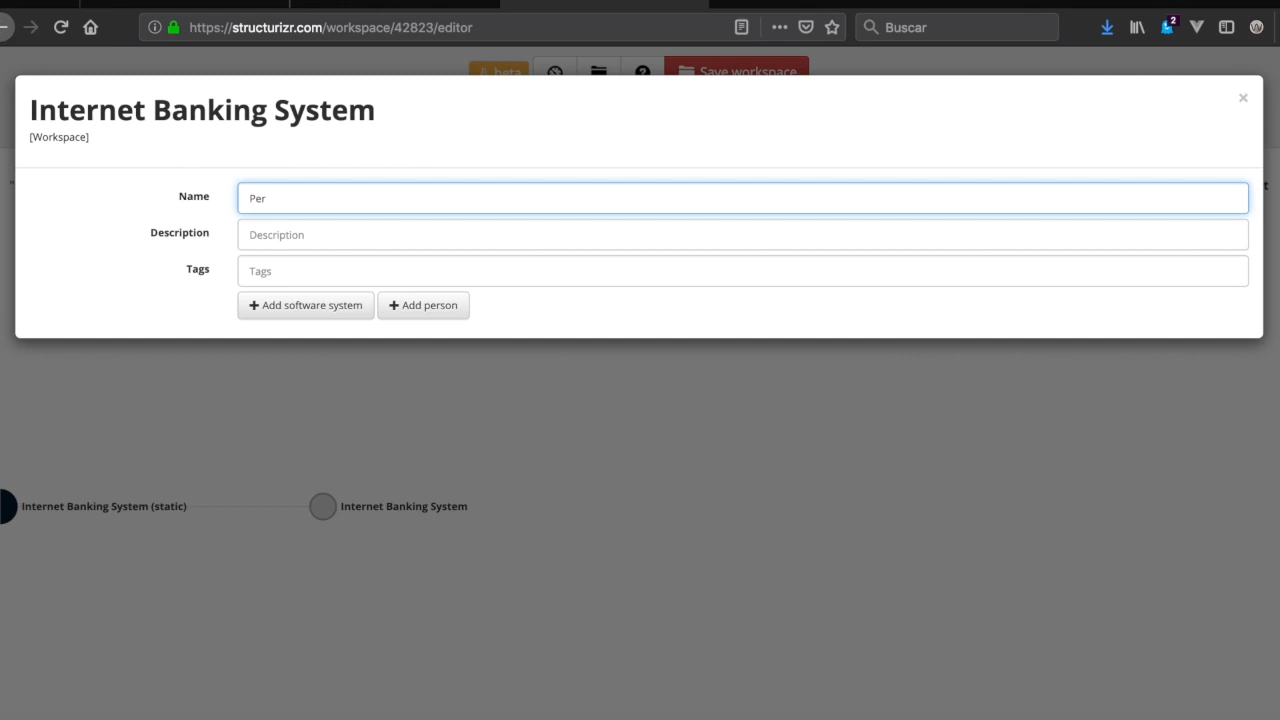 https://structurizr.com/workspace/42823/editor
Buscar
2
beta
Save workspace
Internet Banking System
×
[Workspace]
Name
Per
Description
Description
Tags
Tags
Add software system
Add person
Internet Banking System (static)
Internet Banking System